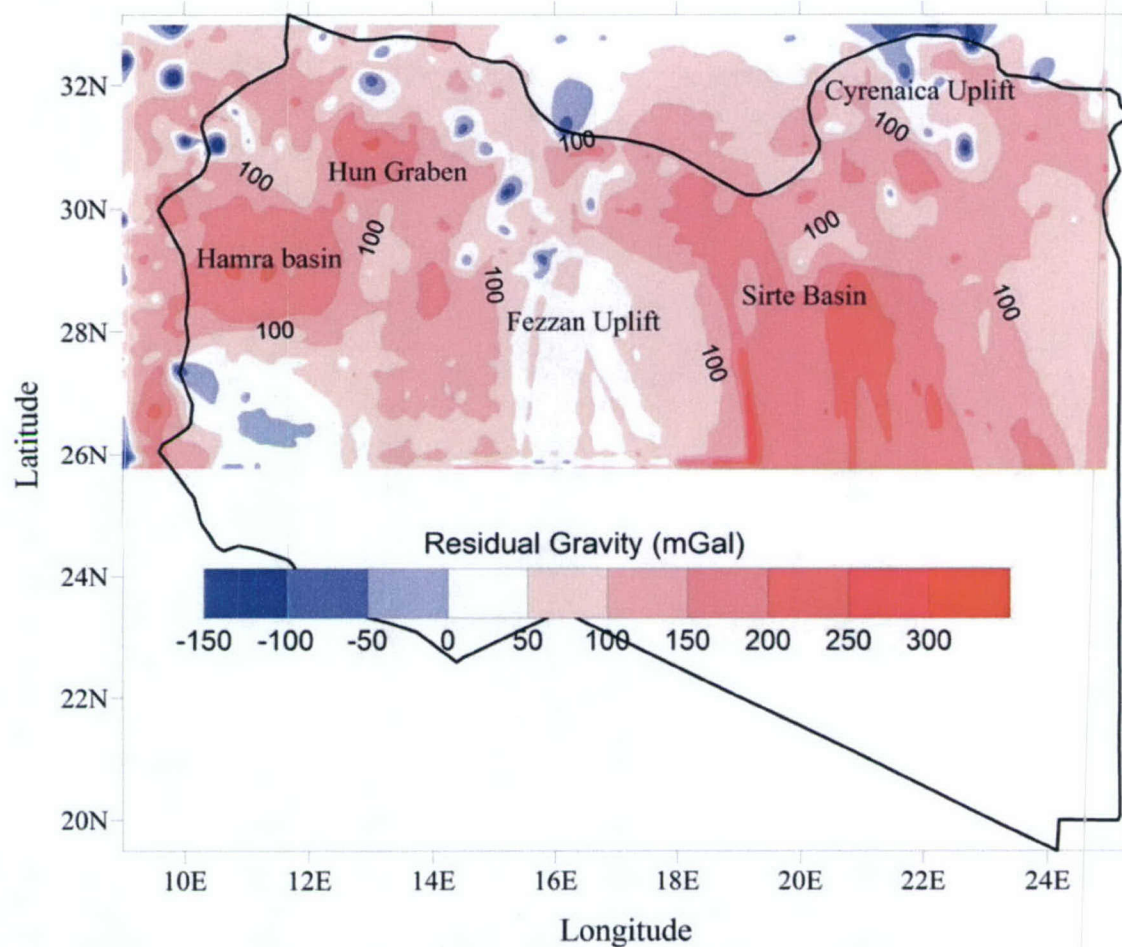 32N
Cyrenaica Uplift
100
100
Hun Graben
100
30N
100
100
Hamra basin
100
Sirte Basin
100
28N
100
Fezzan Uplift
100
26N
Latitude
Residual Gravity (mGal)
24N
-150 -100 -50 0 50 100 150 200 250 300
22N
20N
10E 12E 14E 16E 18E 20E 22E 24E
Longitude